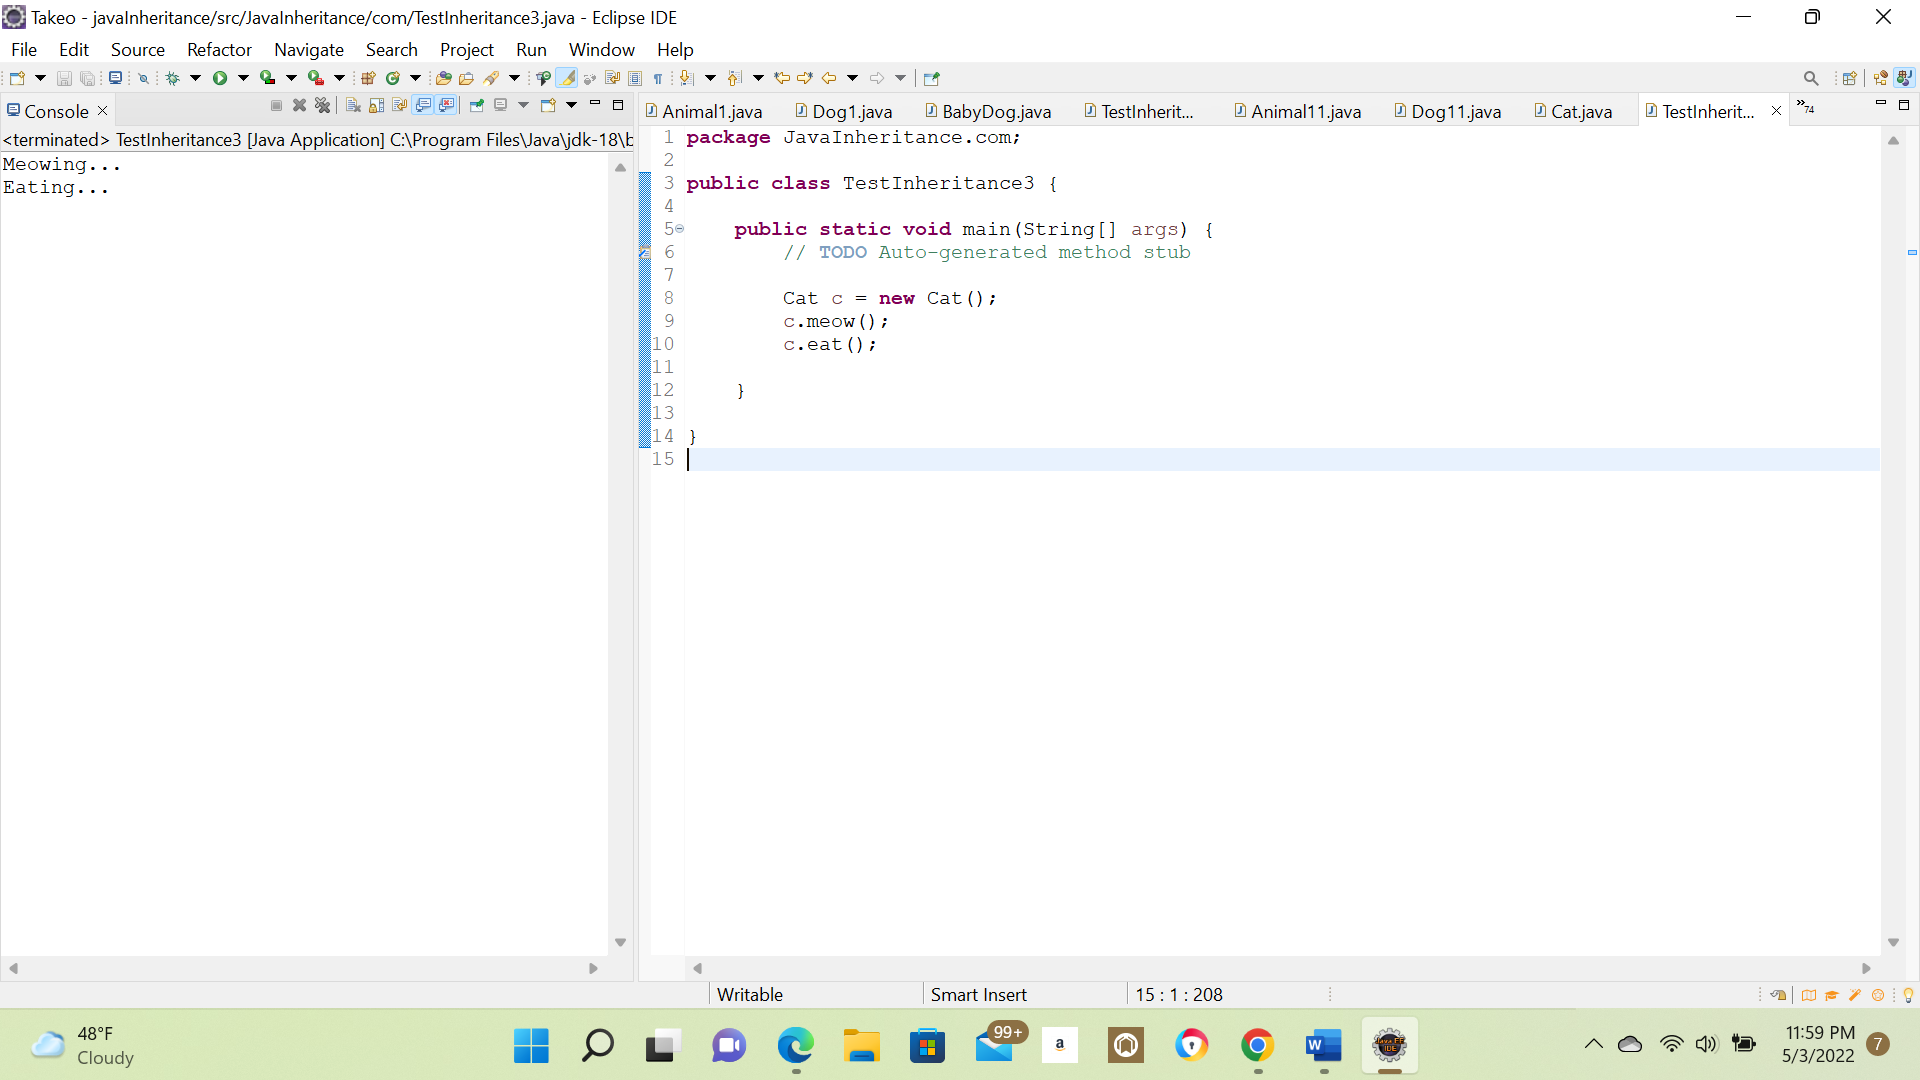 Takeo - javaInheritance/src/JavaInheritance/com/TestInheritance3.java - Eclipse IDE
File Edit Source Refactor Navigate Search Project Run Window Help
Console
<terminated> TestInheritance3 [Java Application] C:\Program Files\Java\jdk-18\b
Meowing...
Eating...
Animal1.java Dog1.java BabyDog.java TestInherit... Animal11.java Dog11.java Cat.java TestInherit... »74
1 package JavaInheritance.com;
2
3 public class TestInheritance3 {
4
5 public static void main(String[] args) {
6 // TODO Auto-generated method stub
7
8 Cat c = new Cat();
9 c.meow();
10 c.eat();
11
12 }
13
14 }
15
Writable Smart Insert 15 : 1 : 208
48°F
Cloudy
99+
a
W
Java EE
IDE
11:59 PM
5/3/2022
7